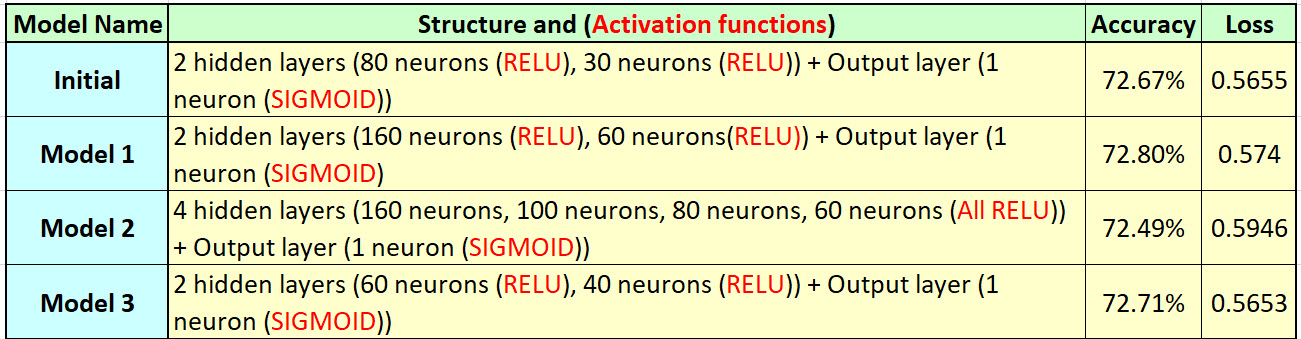 Model Name Structure and (Activation functions) Accuracy Loss
Initial 2 hidden layers (80 neurons (RELU), 30 neurons (RELU)) + Output layer (1
neuron (SIGMOID)) 72.67% 0.5655
Model 1 2 hidden layers (160 neurons (RELU), 60 neurons(RELU)) + Output layer (1
neuron (SIGMOID) 72.80% 0.574
Model 2 4 hidden layers (160 neurons, 100 neurons, 80 neurons, 60 neurons (All RELU))
+ Output layer (1 neuron (SIGMOID)) 72.49% 0.5946
Model 3 2 hidden layers (60 neurons (RELU), 40 neurons (RELU)) + Output layer (1
neuron (SIGMOID)) 72.71% 0.5653